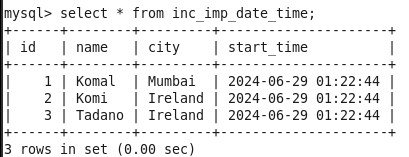 mysql> select * from inc_imp_date_time;
+------+--------+---------+---------------------+
| id   | name   | city    | start_time          |
+------+--------+---------+---------------------+
|    1 | Komal  | Mumbai  | 2024-06-29 01:22:44 |
|    2 | Komi   | Ireland | 2024-06-29 01:22:44 |
|    3 | Tadano | Ireland | 2024-06-29 01:22:44 |
+------+--------+---------+---------------------+
3 rows in set (0.00 sec)